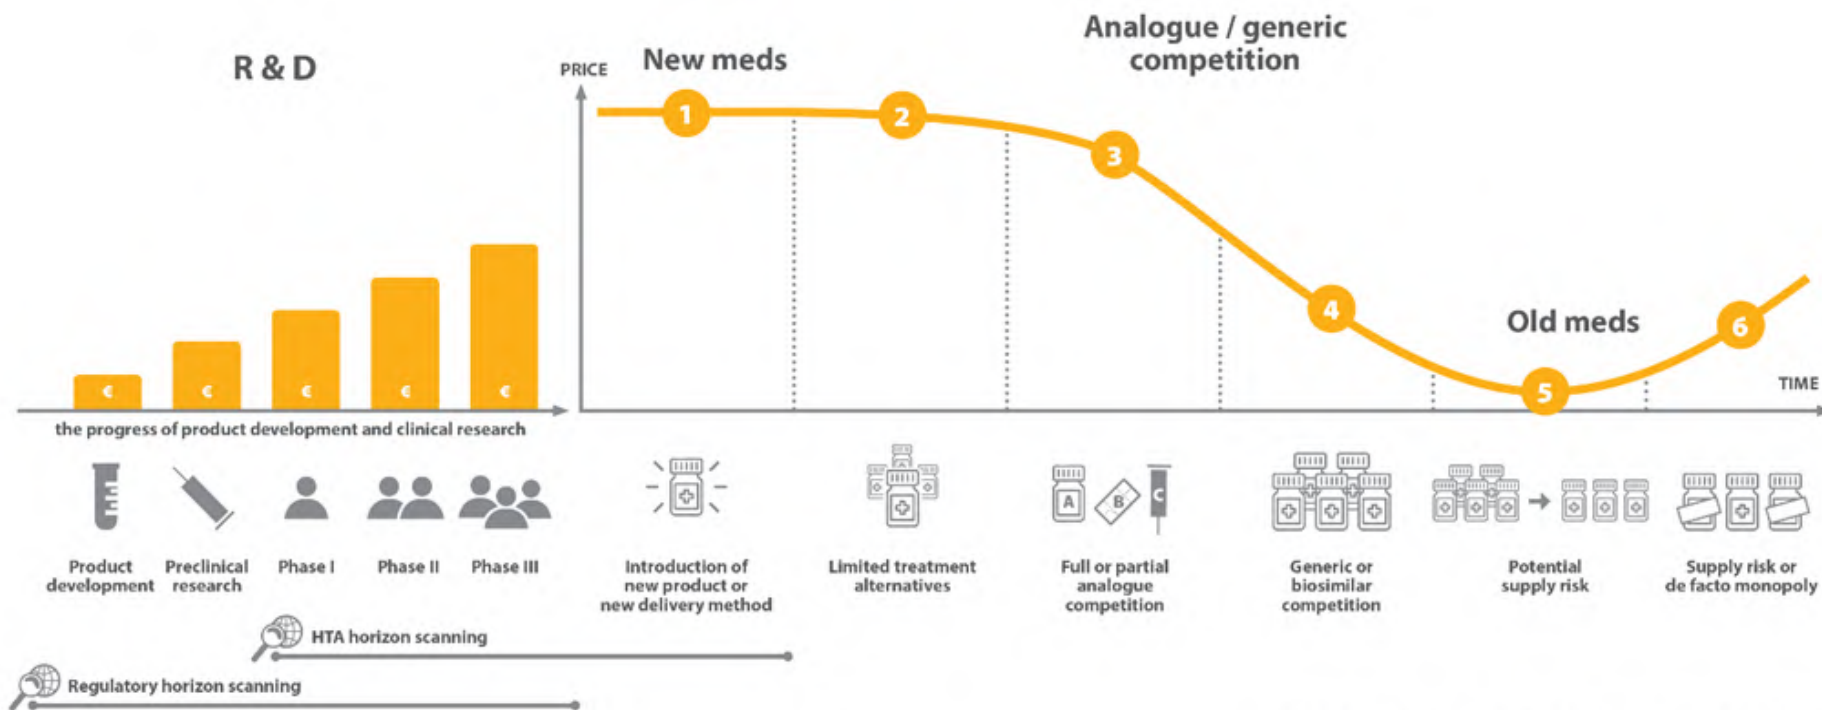 R & D
€
€
€
€
€
the progress of product development and clinical research
Product
development
Preclinical
research
Phase I
Phase II
Phase III
HTA horizon scanning
Regulatory horizon scanning
PRICE
New meds
Analogue / generic
competition
1
2
3
4
5
6
Old meds
TIME
A
B
C
Introduction of
new product or
new delivery method
Limited treatment
alternatives
Full or partial
analogue
competition
Generic or
biosimilar
competition
Potential
supply risk
Supply risk or
de facto monopoly